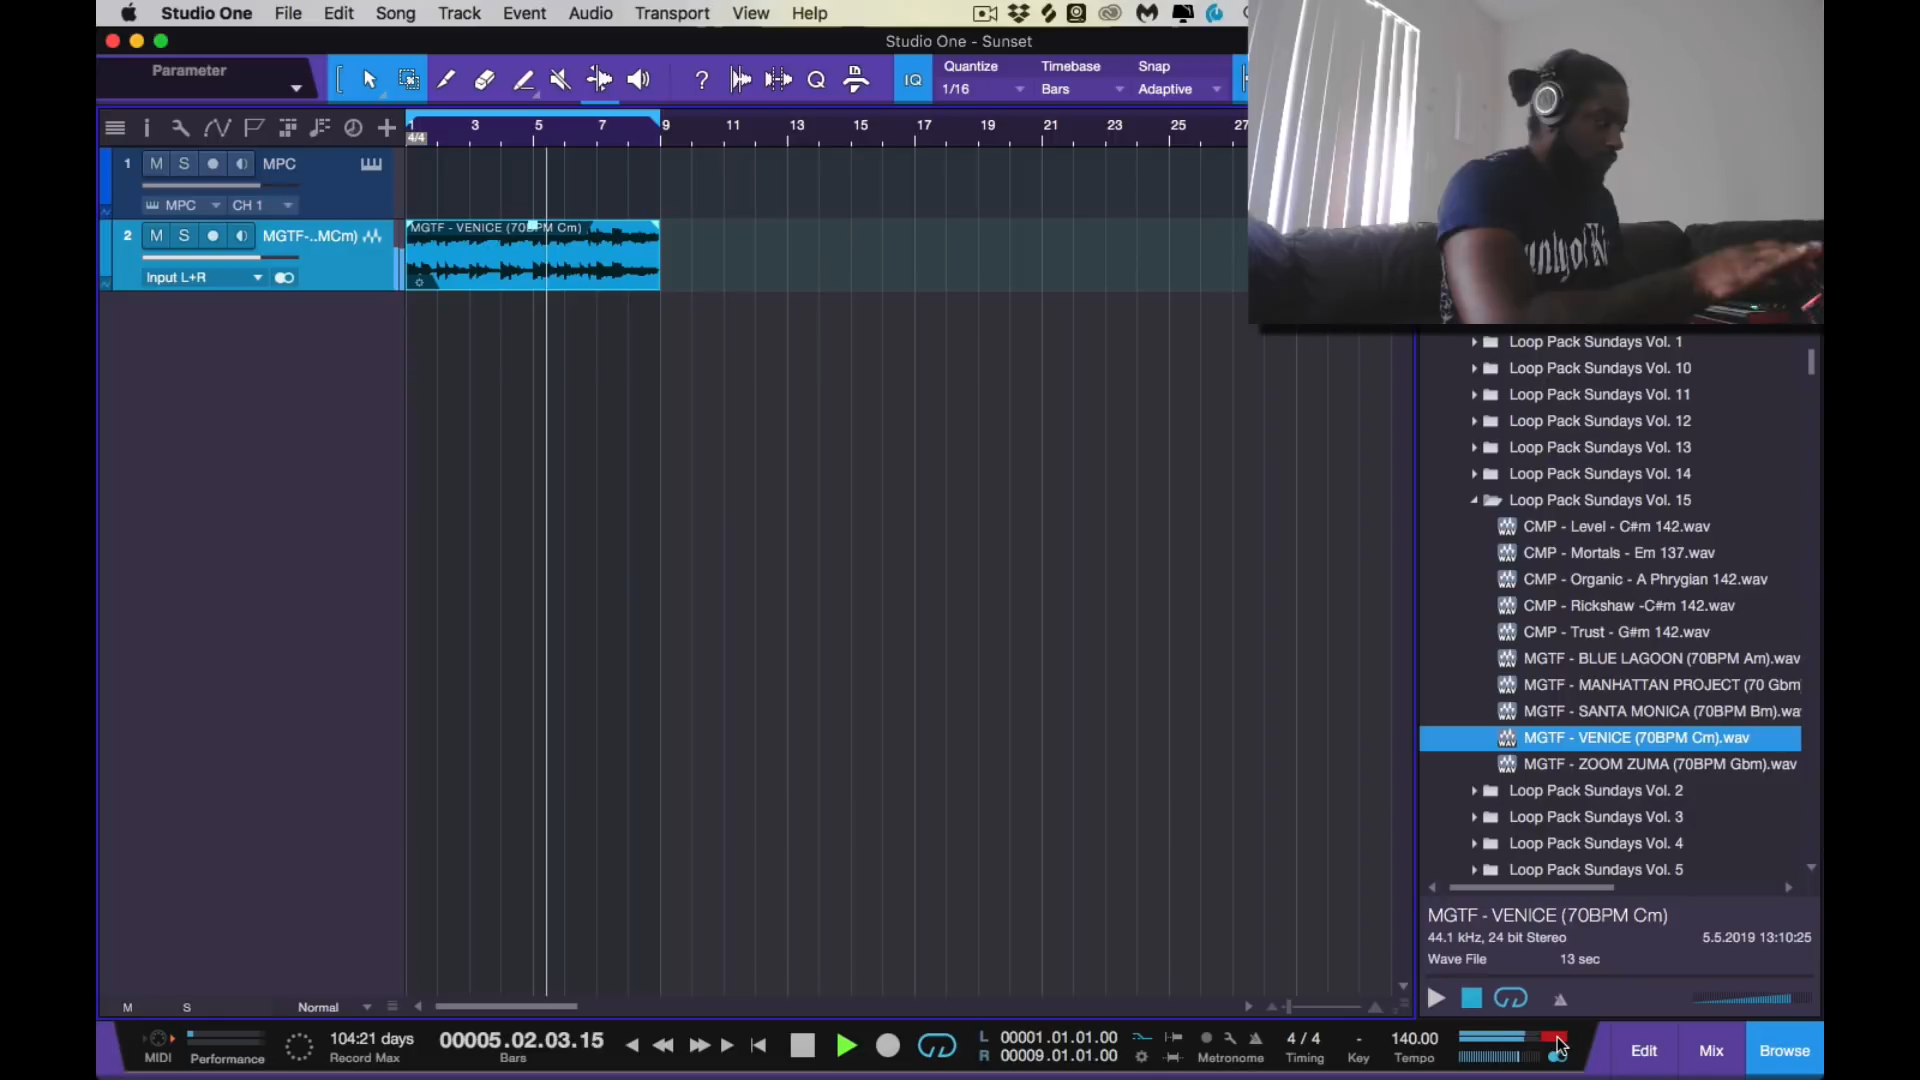 Studio One File Edit Song Track Event Audio Transport View Help
Studio One - Sunset
Parameter
IQ
Quantize Timebase Snap
1/16 Bars Adaptive
1 3 5 7 9 11 13 15 17 19 21 23 25 27
4/4
1 M S MPC
MPC CH 1
2 M S MGTF-..MCm)
Input L+R
MGTF - VENICE (70BPM Cm)
Loop Pack Sundays Vol. 1
Loop Pack Sundays Vol. 10
Loop Pack Sundays Vol. 11
Loop Pack Sundays Vol. 12
Loop Pack Sundays Vol. 13
Loop Pack Sundays Vol. 14
Loop Pack Sundays Vol. 15
CMP - Level - C#m 142.wav
CMP - Mortals - Em 137.wav
CMP - Organic - A Phrygian 142.wav
CMP - Rickshaw -C#m 142.wav
CMP - Trust - G#m 142.wav
MGTF - BLUE LAGOON (70BPM Am).wav
MGTF - MANHATTAN PROJECT (70 Gbm
MGTF - SANTA MONICA (70BPM Bm).wa
MGTF - VENICE (70BPM Cm).wav
MGTF - ZOOM ZUMA (70BPM Gbm).wav
Loop Pack Sundays Vol. 2
Loop Pack Sundays Vol. 3
Loop Pack Sundays Vol. 4
Loop Pack Sundays Vol. 5
MGTF - VENICE (70BPM Cm)
44.1 kHz, 24 bit Stereo 5.5.2019 13:10:25
Wave File 13 sec
M S Normal
MIDI Performance
104:21 days
Record Max
00005.02.03.15
Bars
L 00001.01.01.00
R 00009.01.01.00
Metronome
4 / 4
Timing
-
Key
140.00
Tempo
Edit Mix Browse